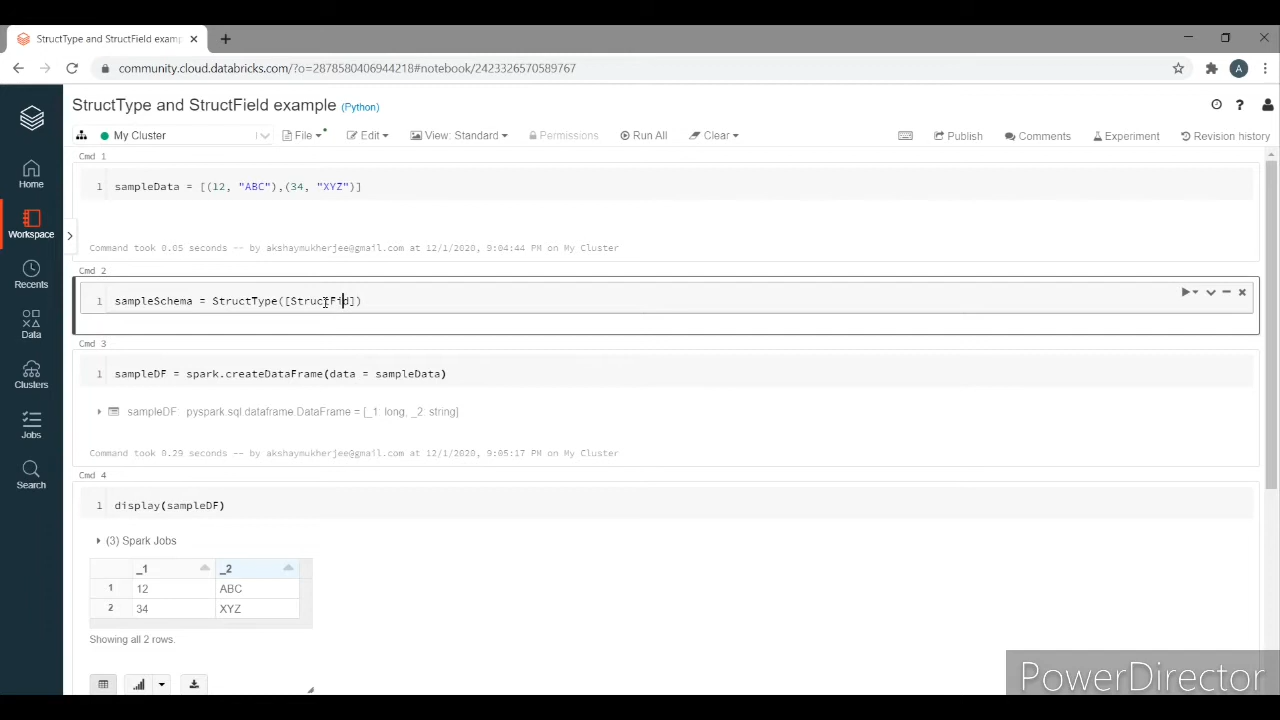 StructType and StructField examp
community.cloud.databricks.com/?o=2878580406944218#notebook/2423326570589767
A
StructType and StructField example (Python)
My Cluster
File
Edit
View: Standard
Permissions
Run All
Clear
Publish
Comments
Experiment
Revision history
Home
Workspace
Recents
Data
Clusters
Jobs
Search
Cmd 1
1 sampleData = [(12, "ABC"),(34, "XYZ")]
Command took 0.05 seconds -- by akshaymukherjee@gmail.com at 12/1/2020, 9:04:44 PM on My Cluster
Cmd 2
1 sampleSchema = StructType([StructFid])
Cmd 3
1 sampleDF = spark.createDataFrame(data = sampleData)
sampleDF: pyspark.sql.dataframe.DataFrame = [_1: long, _2: string]
Command took 0.29 seconds -- by akshaymukherjee@gmail.com at 12/1/2020, 9:05:17 PM on My Cluster
Cmd 4
1 display(sampleDF)
(3) Spark Jobs
_1 _2
1 12 ABC
2 34 XYZ
Showing all 2 rows.
PowerDirector